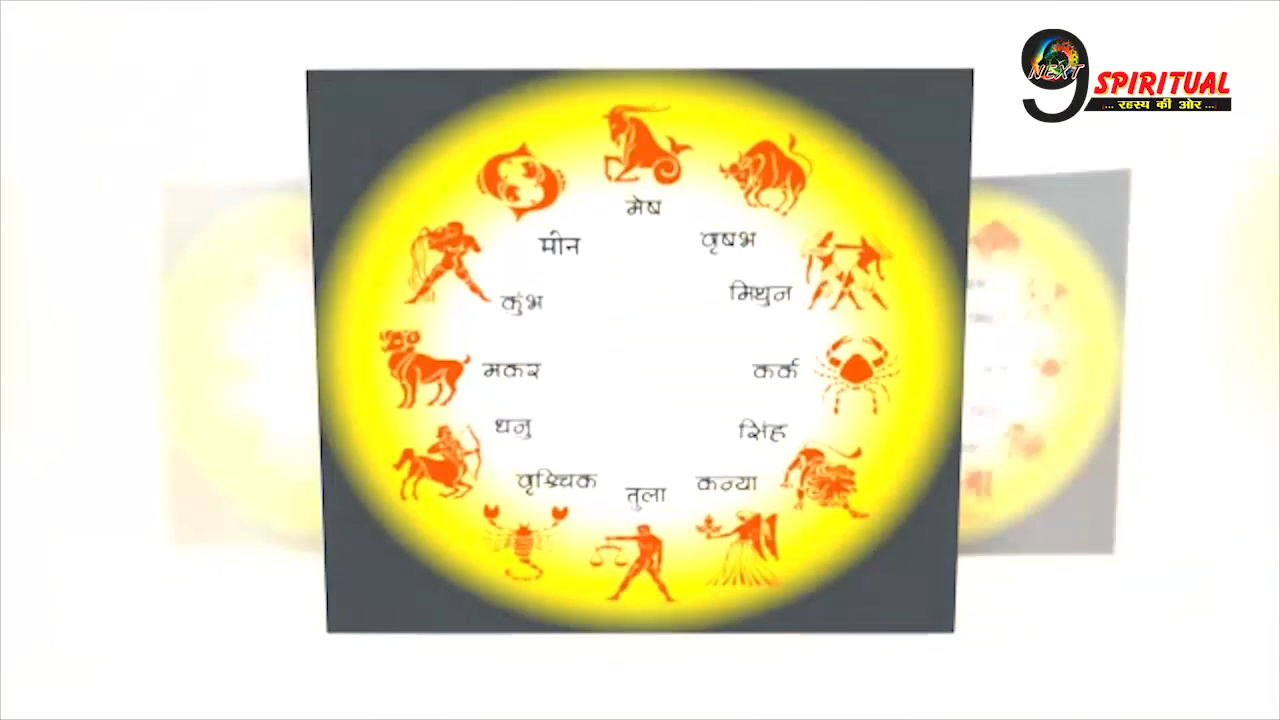 9
NEXT
SPIRITUAL
... रहस्य की ओर ...
मेष
वृषभ
मिथुन
कर्क
सिंह
कन्या
तुला
वृश्चिक
धनु
मकर
कुंभ
मीन